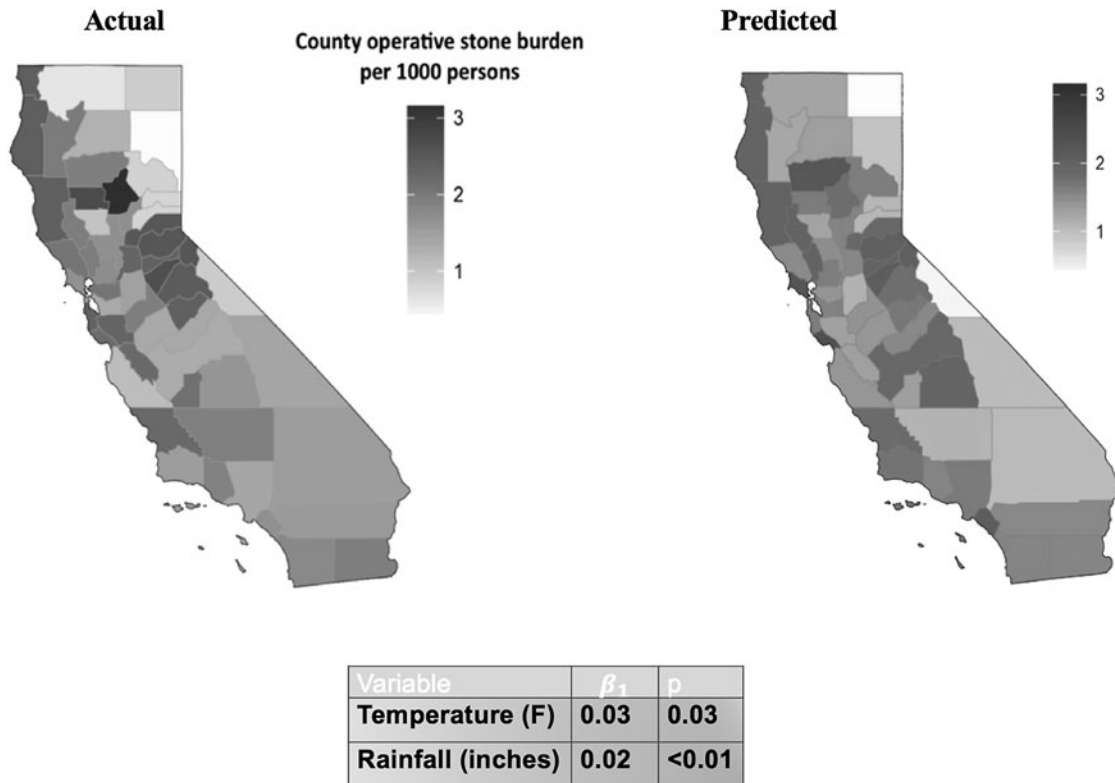 Actual
Predicted
County operative stone burden
per 1000 persons
3
2
1
3
2
1
Variable β₁ p
Temperature (F) 0.03 0.03
Rainfall (inches) 0.02 <0.01